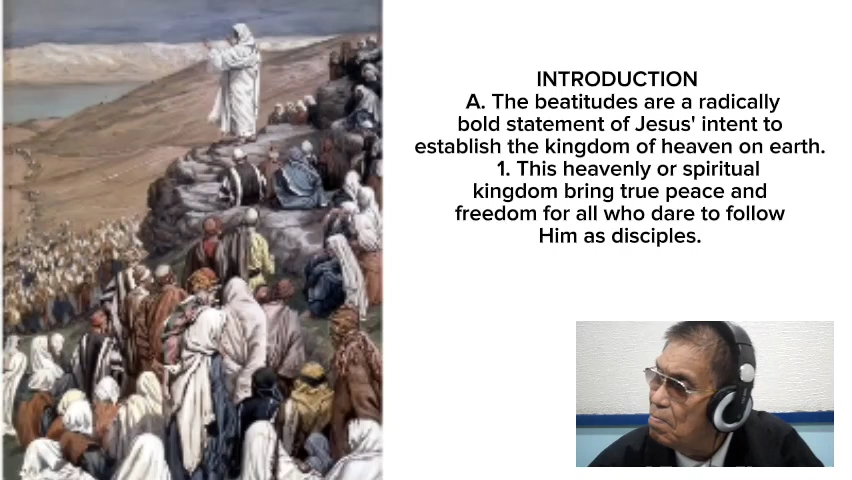 INTRODUCTION
A. The beatitudes are a radically
bold statement of Jesus' intent to
establish the kingdom of heaven on earth.
1. This heavenly or spiritual
kingdom bring true peace and
freedom for all who dare to follow
Him as disciples.